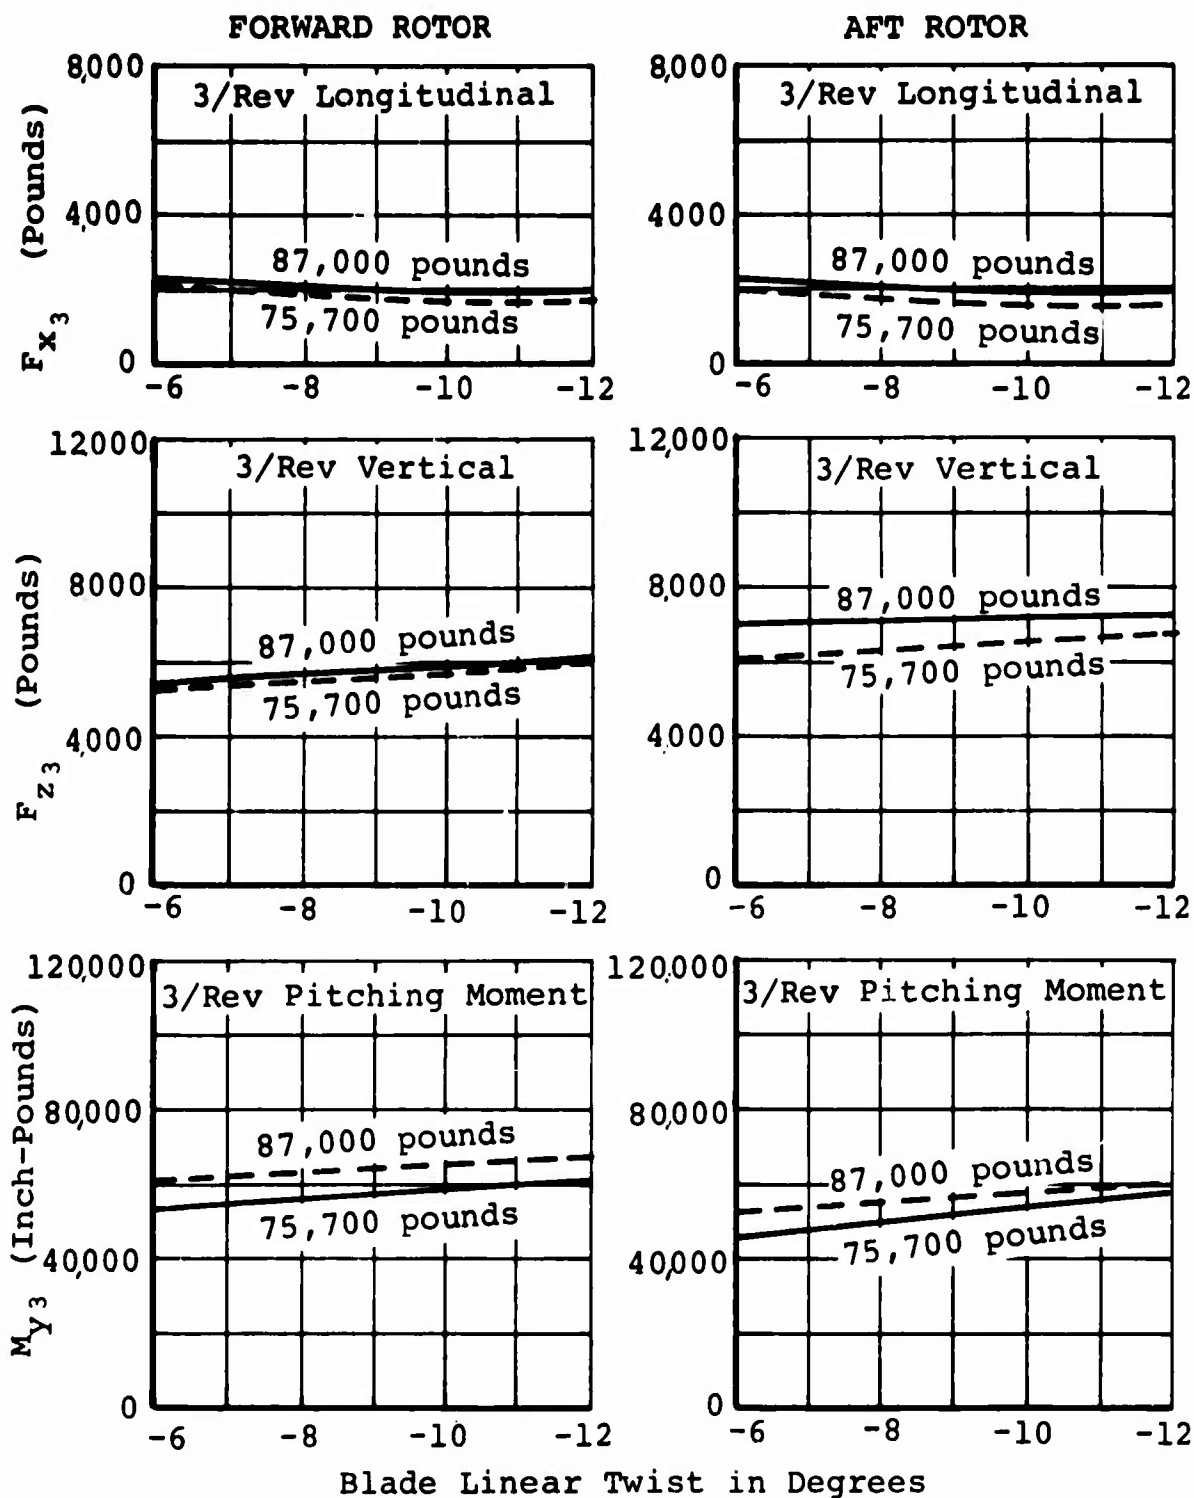 FORWARD ROTOR
8,000
3/Rev Longitudinal
Fx3 (Pounds)
4,000
87,000 pounds
75,700 pounds
0
-6 -8 -10 -12
AFT ROTOR
8,000
3/Rev Longitudinal
4000
87,000 pounds
75,700 pounds
0
-6 -8 -10 -12
12,000
3/Rev Vertical
Fz3 (Pounds)
8000
87,000 pounds
75,700 pounds
4,000
0
-6 -8 -10 -12
12,000
3/Rev Vertical
8,000
87,000 pounds
75,700 pounds
4,000
0
-6 -8 -10 -12
120,000
3/Rev Pitching Moment
My3 (Inch-Pounds)
80,000
87,000 pounds
75,700 pounds
40,000
0
-6 -8 -10 -12
120,000
3/Rev Pitching Moment
80,000
87,000 pounds
75,700 pounds
40,000
0
-6 -8 -10 -12
Blade Linear Twist in Degrees